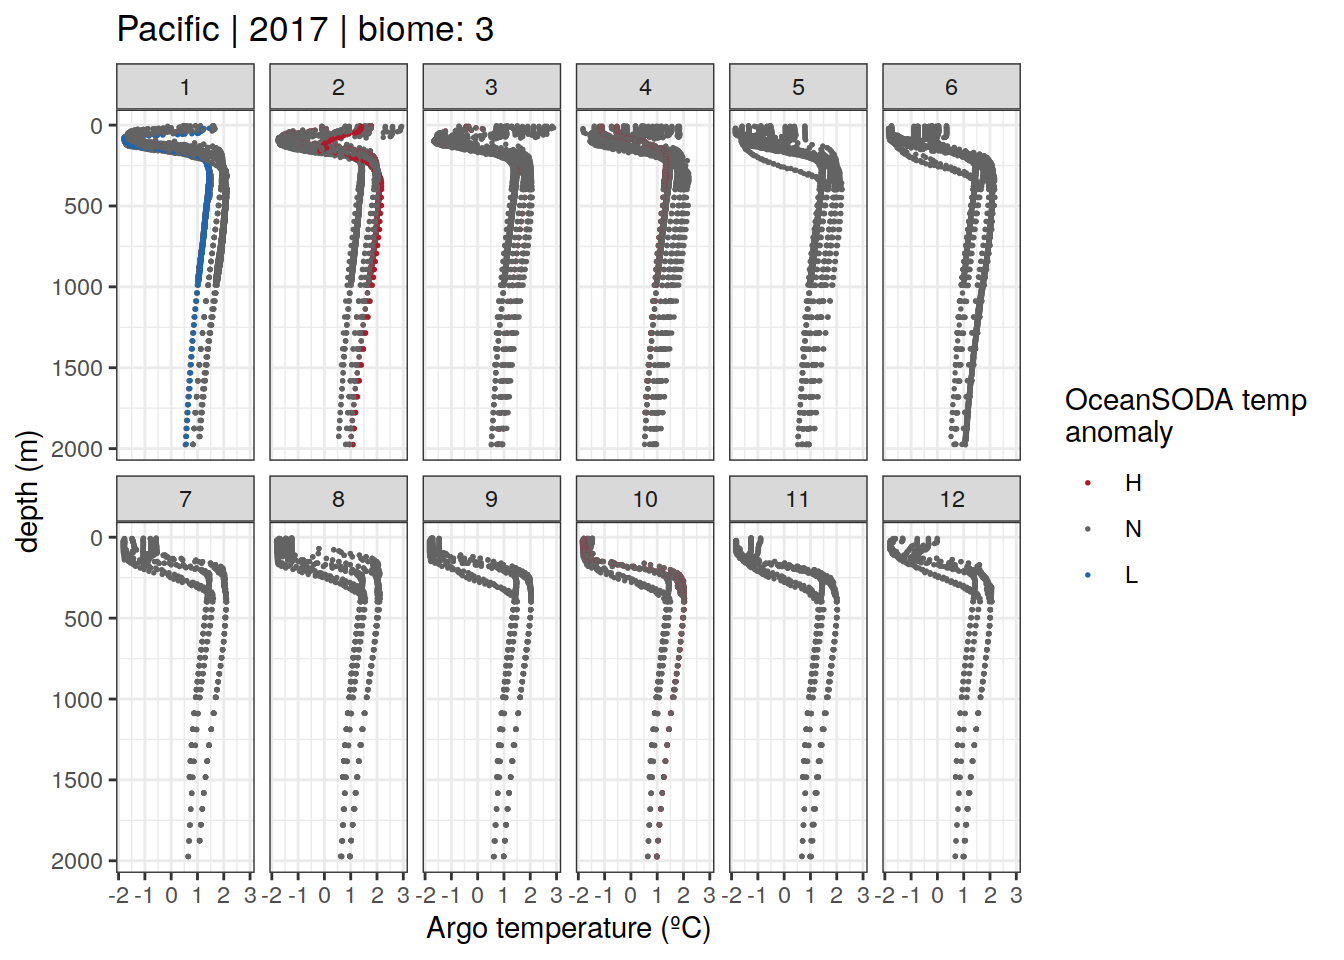 Pacific | 2017 | biome: 3
1 2 3 4 5 6
0
500
1000
1500
2000
7 8 9 10 11 12
0
500
1000
1500
2000
-2 -1 0 1 2 3 -2 -1 0 1 2 3 -2 -1 0 1 2 3 -2 -1 0 1 2 3 -2 -1 0 1 2 3 -2 -1 0 1 2 3
Argo temperature (ºC)
depth (m)
OceanSODA temp
anomaly
H
N
L